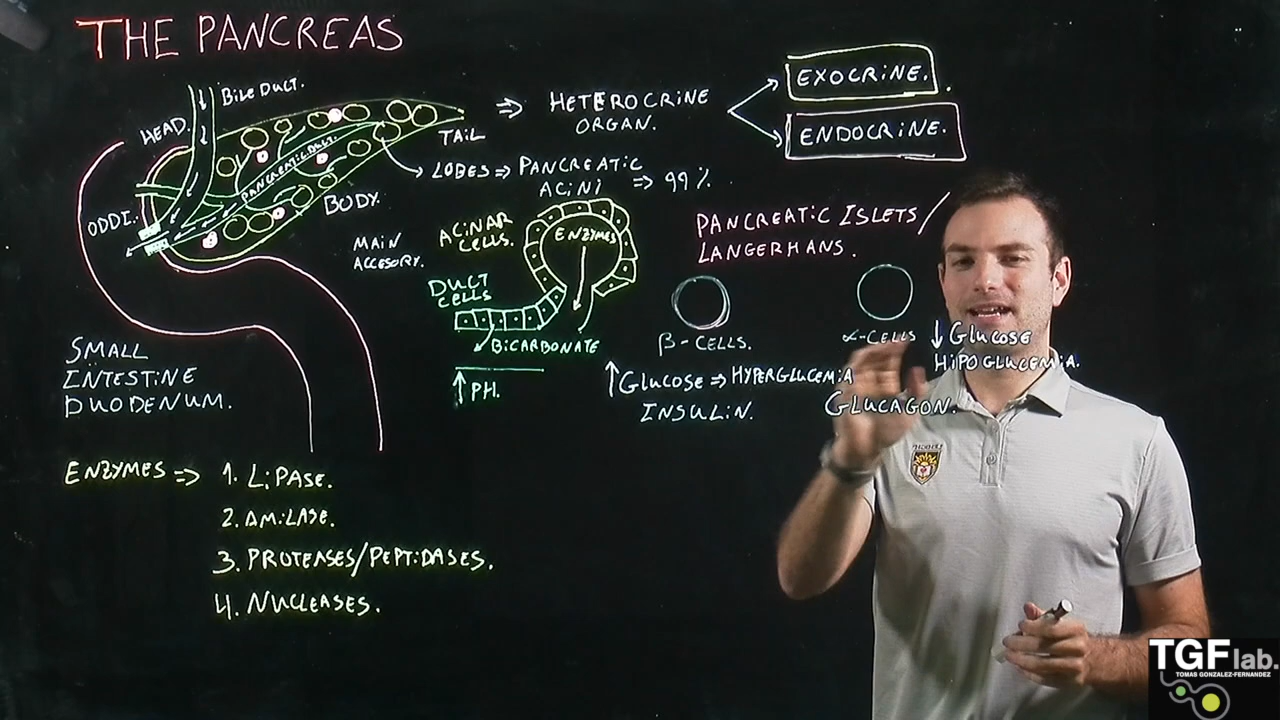 THE PANCREAS
BILE DUCT.
HEAD.
PANCREATIC DUCT.
TAIL
ODDI.
BODY.
MAIN
ACCESORY.
SMALL
INTESTINE
DUODENUM.
⇒ HETEROCRINE
ORGAN.
EXOCRINE.
ENDOCRINE.
LOBES ⇒ PANCREATIC
ACINI ⇒ 99%.
ACINAR
CELLS.
ENZYMES
DUCT
CELLS
BICARBONATE
↑PH.
PANCREATIC ISLETS/
LANGERHANS.
β-CELLS.
↑GLUCOSE ⇒ HYPERGLUCEMIA
INSULIN.
α-CELLS
↓GLUCOSE
HIPOGLUCEMIA.
GLUCAGON.
ENZYMES ⇒ 1. LIPASE.
2. AMILASE.
3. PROTEASES/PEPTIDASES.
4. NUCLEASES.
TGF lab.
TOMAS GONZALEZ-FERNANDEZ